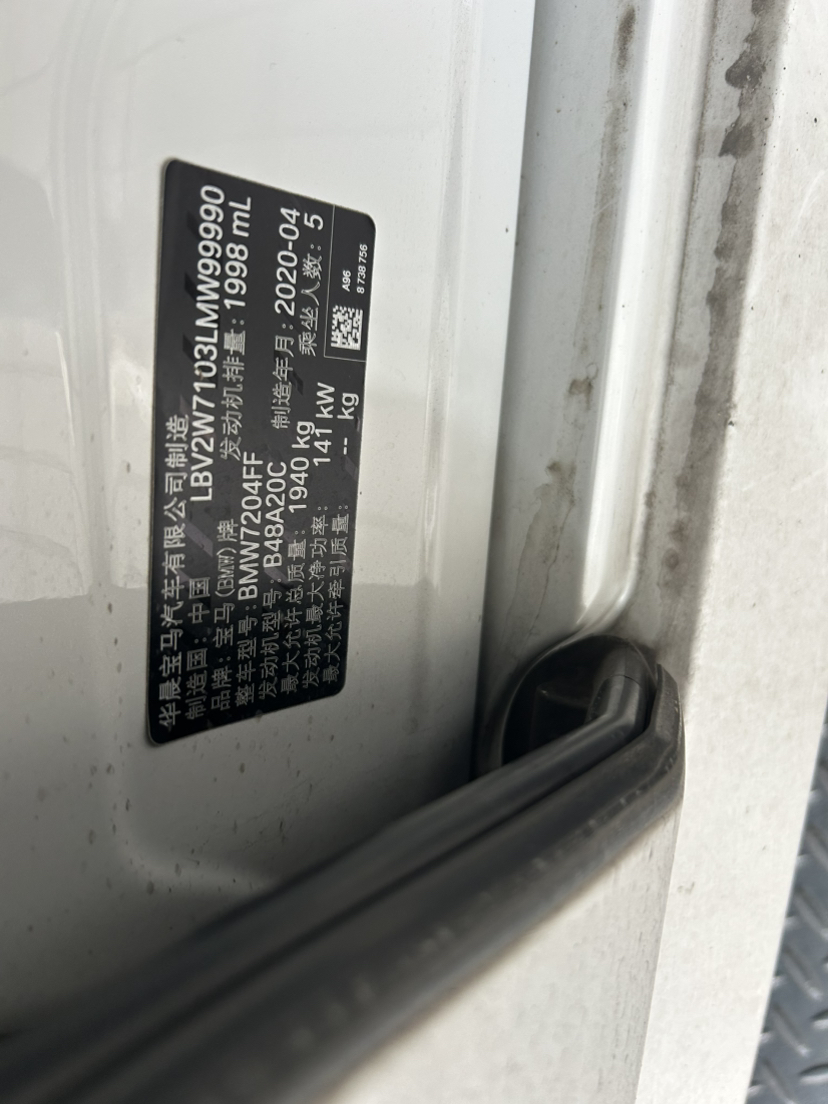 华晨宝马汽车有限公司制造
制造国：中国 LBV2W7103LMW99990
品牌：宝马(BMW)牌 发动机排量：1998 mL
整车型号：BMW7204FF
发动机型号：B48A20C 制造年月：2020-04
最大允许总质量：1940 kg 乘坐人数：5
发动机最大净功率：141 kW
最大允许牵引质量：-- kg
A96
8 738 756